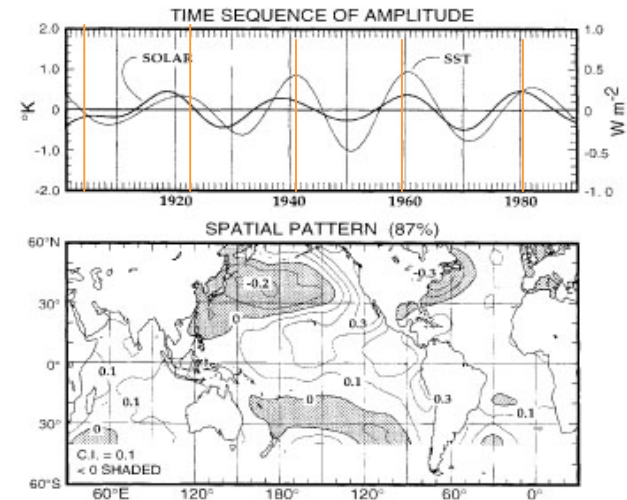 TIME SEQUENCE OF AMPLITUDE
2.0 1.0
SOLAR SST
1.0 0.5
0 0
-1.0 -0.5
-2.0 -1.0
°K
W m-2
1920 1940 1960 1980
SPATIAL PATTERN (87%)
60°N
-0.2 -0.3
30°
0 0.3
0°
0.1 0.1
0.1 0 0.3 0.1
30° 0
C.I. = 0.1
< 0 SHADED
60°S
60°E 120° 180° 120° 60° 0°